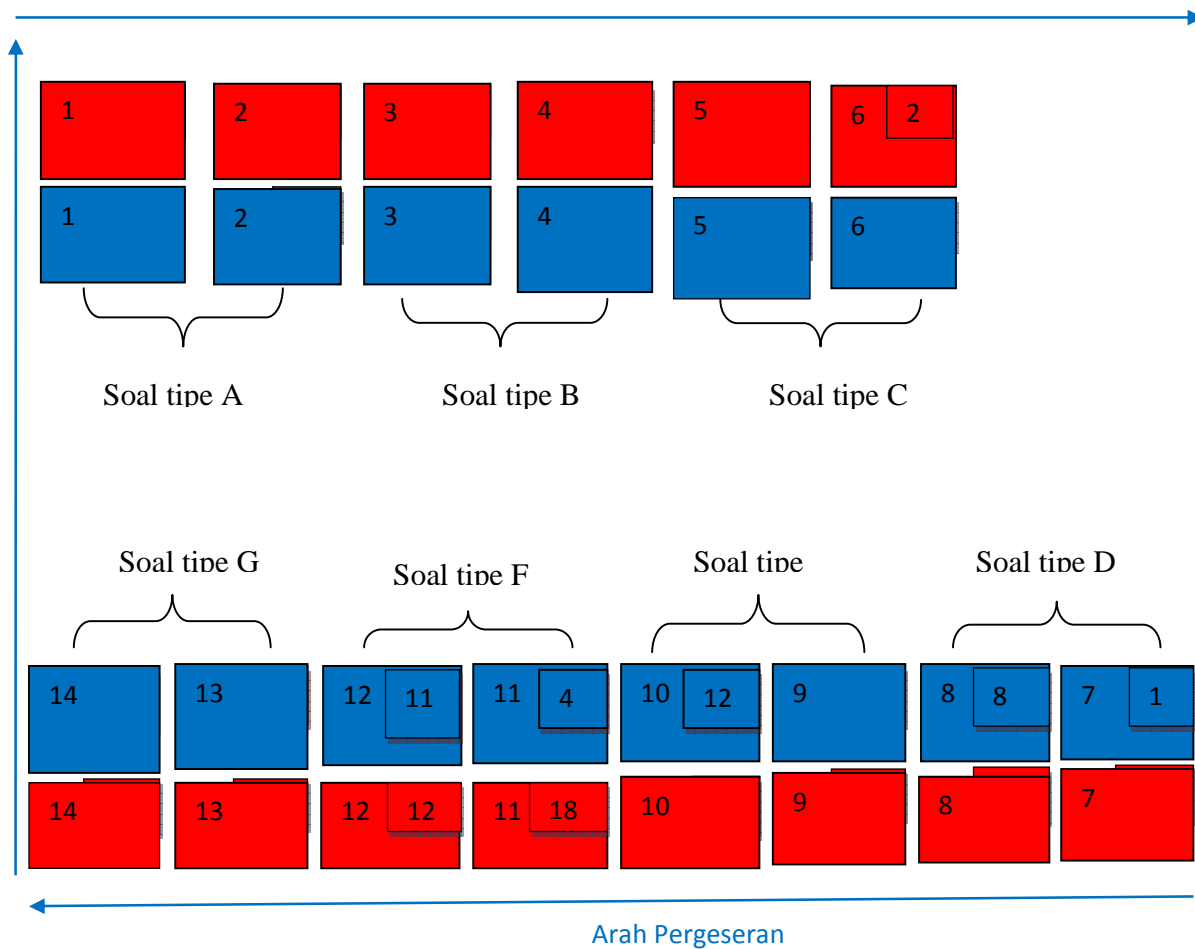 1 2 3 4 5 6 2
1 2 3 4 5 6
Soal tipe A Soal tipe B Soal tipe C
Soal tipe G Soal tipe F Soal tipe Soal tipe D
14 13 12 11 11 4 10 12 9 8 8 7 1
14 13 12 12 11 18 10 9 8 7
Arah Pergeseran